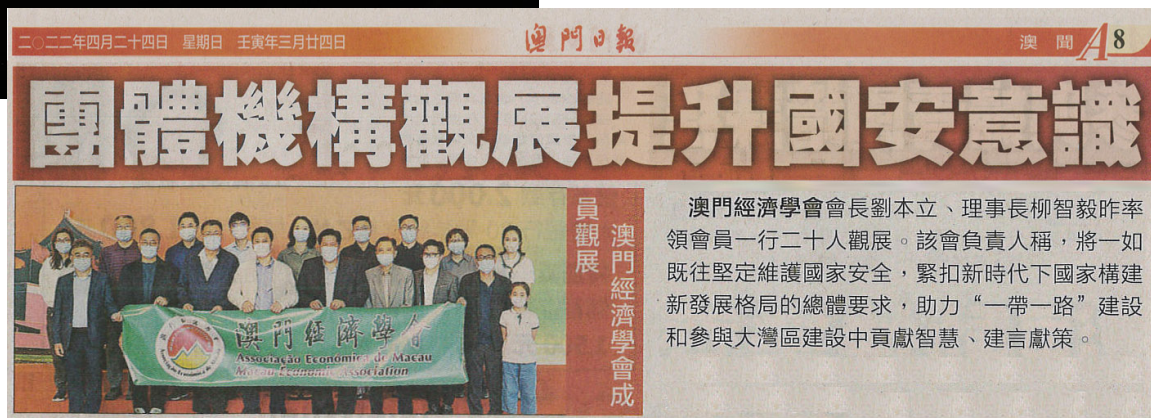 二○二二年四月二十四日 星期日 壬寅年三月廿四日
澳門日報
澳聞 A8
團體機構觀展提升國安意識
澳門經濟學會
Associação Económica de Macau
Macau Economic Association
澳門經濟學會成
員觀展
澳門經濟學會會長劉本立、理事長柳智毅昨率
領會員一行二十人觀展。該會負責人稱，將一如
既往堅定維護國家安全，緊扣新時代下國家構建
新發展格局的總體要求，助力“一帶一路”建設
和參與大灣區建設中貢獻智慧、建言獻策。